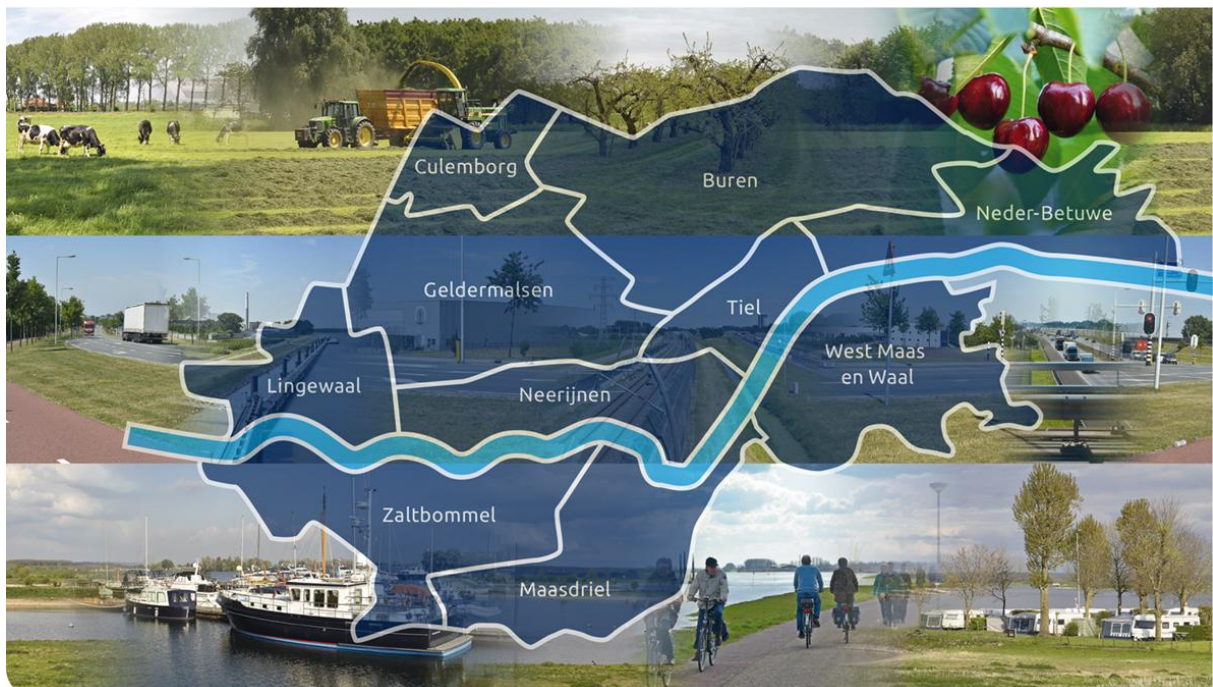 Culemborg
Buren
Neder-Betuwe
Geldermalsen
Tiel
West Maas
en Waal
Lingewaal
Neerijnen
Zaltbommel
Maasdriel